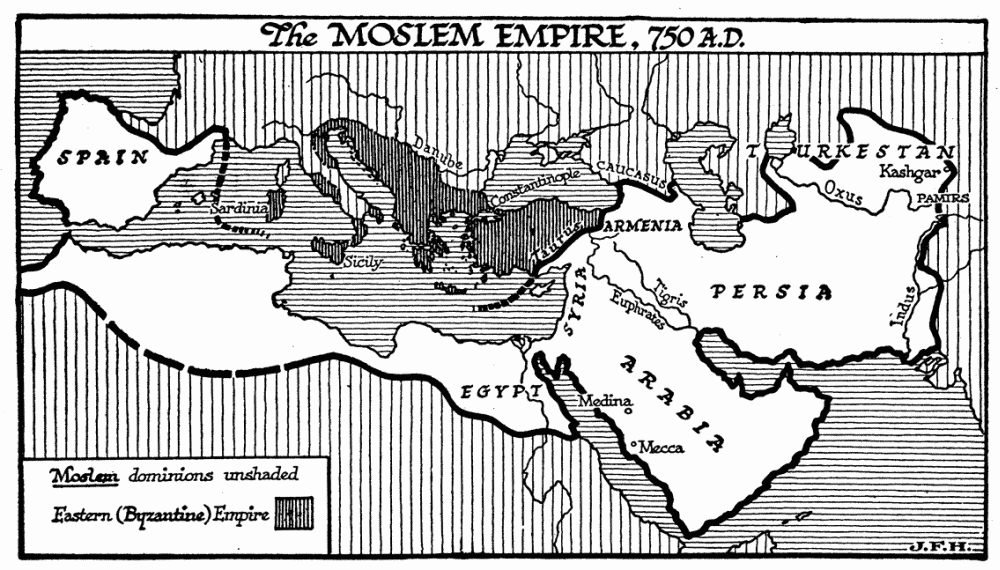 The MOSLEM EMPIRE, 750 A.D.
SPAIN
Danube
Constantinople
CAUCASUS
TURKESTAN
Kashgar
Oxus
PAMIRS
Sardinia
Taurus
ARMENIA
Sicily
SYRIA
Tigris
Euphrates
PERSIA
Indus
EGYPT
ARABIA
Medina
Mecca
Moslem dominions unshaded
Eastern (Byzantine) Empire
J.F.H.